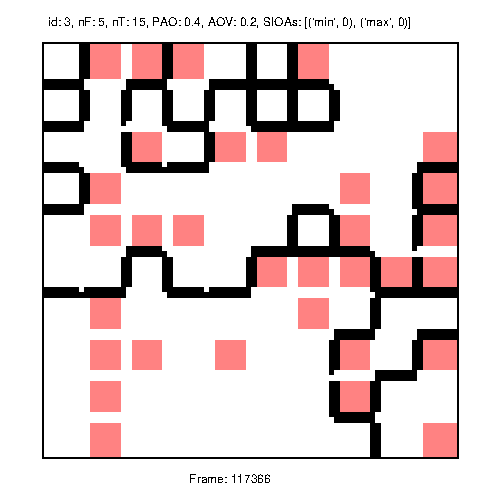 id: 3, nF: 5, nT: 15, PAO: 0.4, AOV: 0.2, SIOAs: [('min', 0), ('max', 0)]
Frame: 117366